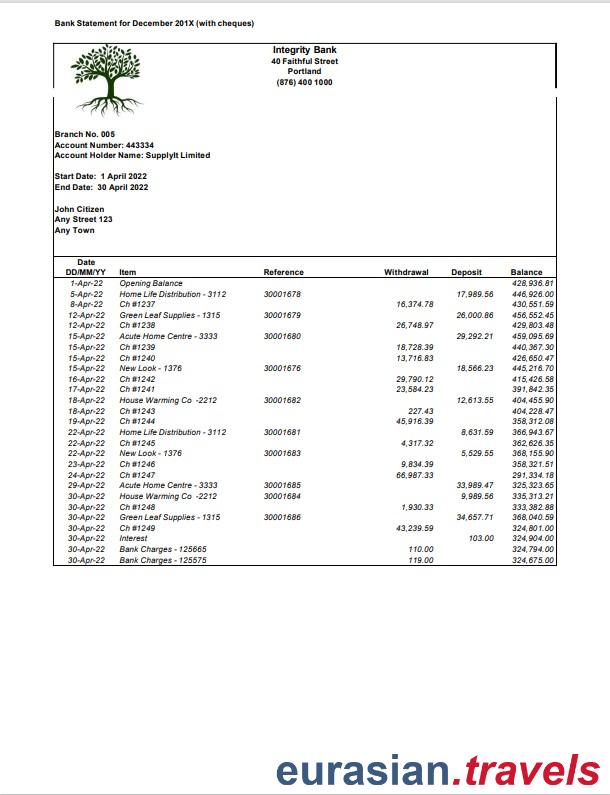 Bank Statement for December 201X (with cheques)
Integrity Bank
40 Faithful Street
Portland
(876) 400 1000
Branch No. 005
Account Number: 443334
Account Holder Name: SupplyIt Limited
Start Date: 1 April 2022
End Date: 30 April 2022
John Citizen
Any Street 123
Any Town
Date
DD/MM/YY Item Reference Withdrawal Deposit Balance
1-Apr-22 Opening Balance 428,936.81
5-Apr-22 Home Life Distribution - 3112 30001678 17,989.56 446,926.00
8-Apr-22 Ch #1237 16,374.78 430,551.59
12-Apr-22 Green Leaf Supplies - 1315 30001679 26,000.86 456,552.45
12-Apr-22 Ch #1238 26,748.97 429,803.48
15-Apr-22 Acute Home Centre - 3333 30001680 29,292.21 459,095.69
15-Apr-22 Ch #1239 18,728.39 440,367.30
15-Apr-22 Ch #1240 13,716.83 426,650.47
15-Apr-22 New Look - 1376 30001676 18,566.23 445,216.70
16-Apr-22 Ch #1242 29,790.12 415,426.58
17-Apr-22 Ch #1241 23,584.23 391,842.35
18-Apr-22 House Warming Co -2212 30001682 12,613.55 404,455.90
18-Apr-22 Ch #1243 227.43 404,228.47
19-Apr-22 Ch #1244 45,916.39 358,312.08
22-Apr-22 Home Life Distribution - 3112 30001681 8,631.59 366,943.67
22-Apr-22 Ch #1245 4,317.32 362,626.35
22-Apr-22 New Look - 1376 30001683 5,529.55 368,155.90
23-Apr-22 Ch #1246 9,834.39 358,321.51
24-Apr-22 Ch #1247 66,987.33 291,334.18
29-Apr-22 Acute Home Centre - 3333 30001685 33,989.47 325,323.65
30-Apr-22 House Warming Co -2212 30001684 9,989.56 335,313.21
30-Apr-22 Ch #1248 1,930.33 333,382.88
30-Apr-22 Green Leaf Supplies - 1315 30001686 34,657.71 368,040.59
30-Apr-22 Ch #1249 43,239.59 324,801.00
30-Apr-22 Interest 103.00 324,904.00
30-Apr-22 Bank Charges - 125665 110.00 324,794.00
30-Apr-22 Bank Charges - 125575 119.00 324,675.00
eurasian.travels